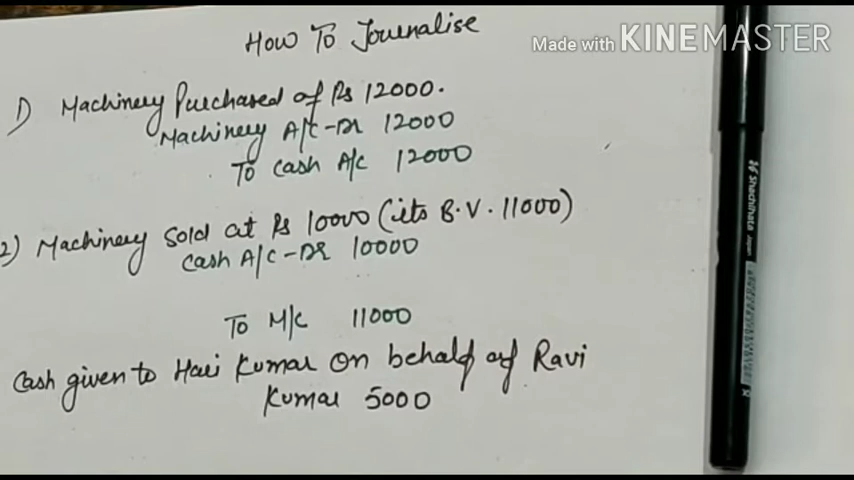 How To Journalise
Made with KINEMASTER
1) Machinery Purchased of Rs 12000.
Machinery A/c - Dr 12000
To Cash A/c 12000
2) Machinery Sold at Rs 10000 (its B.V. 11000)
Cash A/c - Dr 10000
To M/c 11000
Cash given to Hari Kumar On behalf of Ravi
Kumar 5000
Shachihata Japan